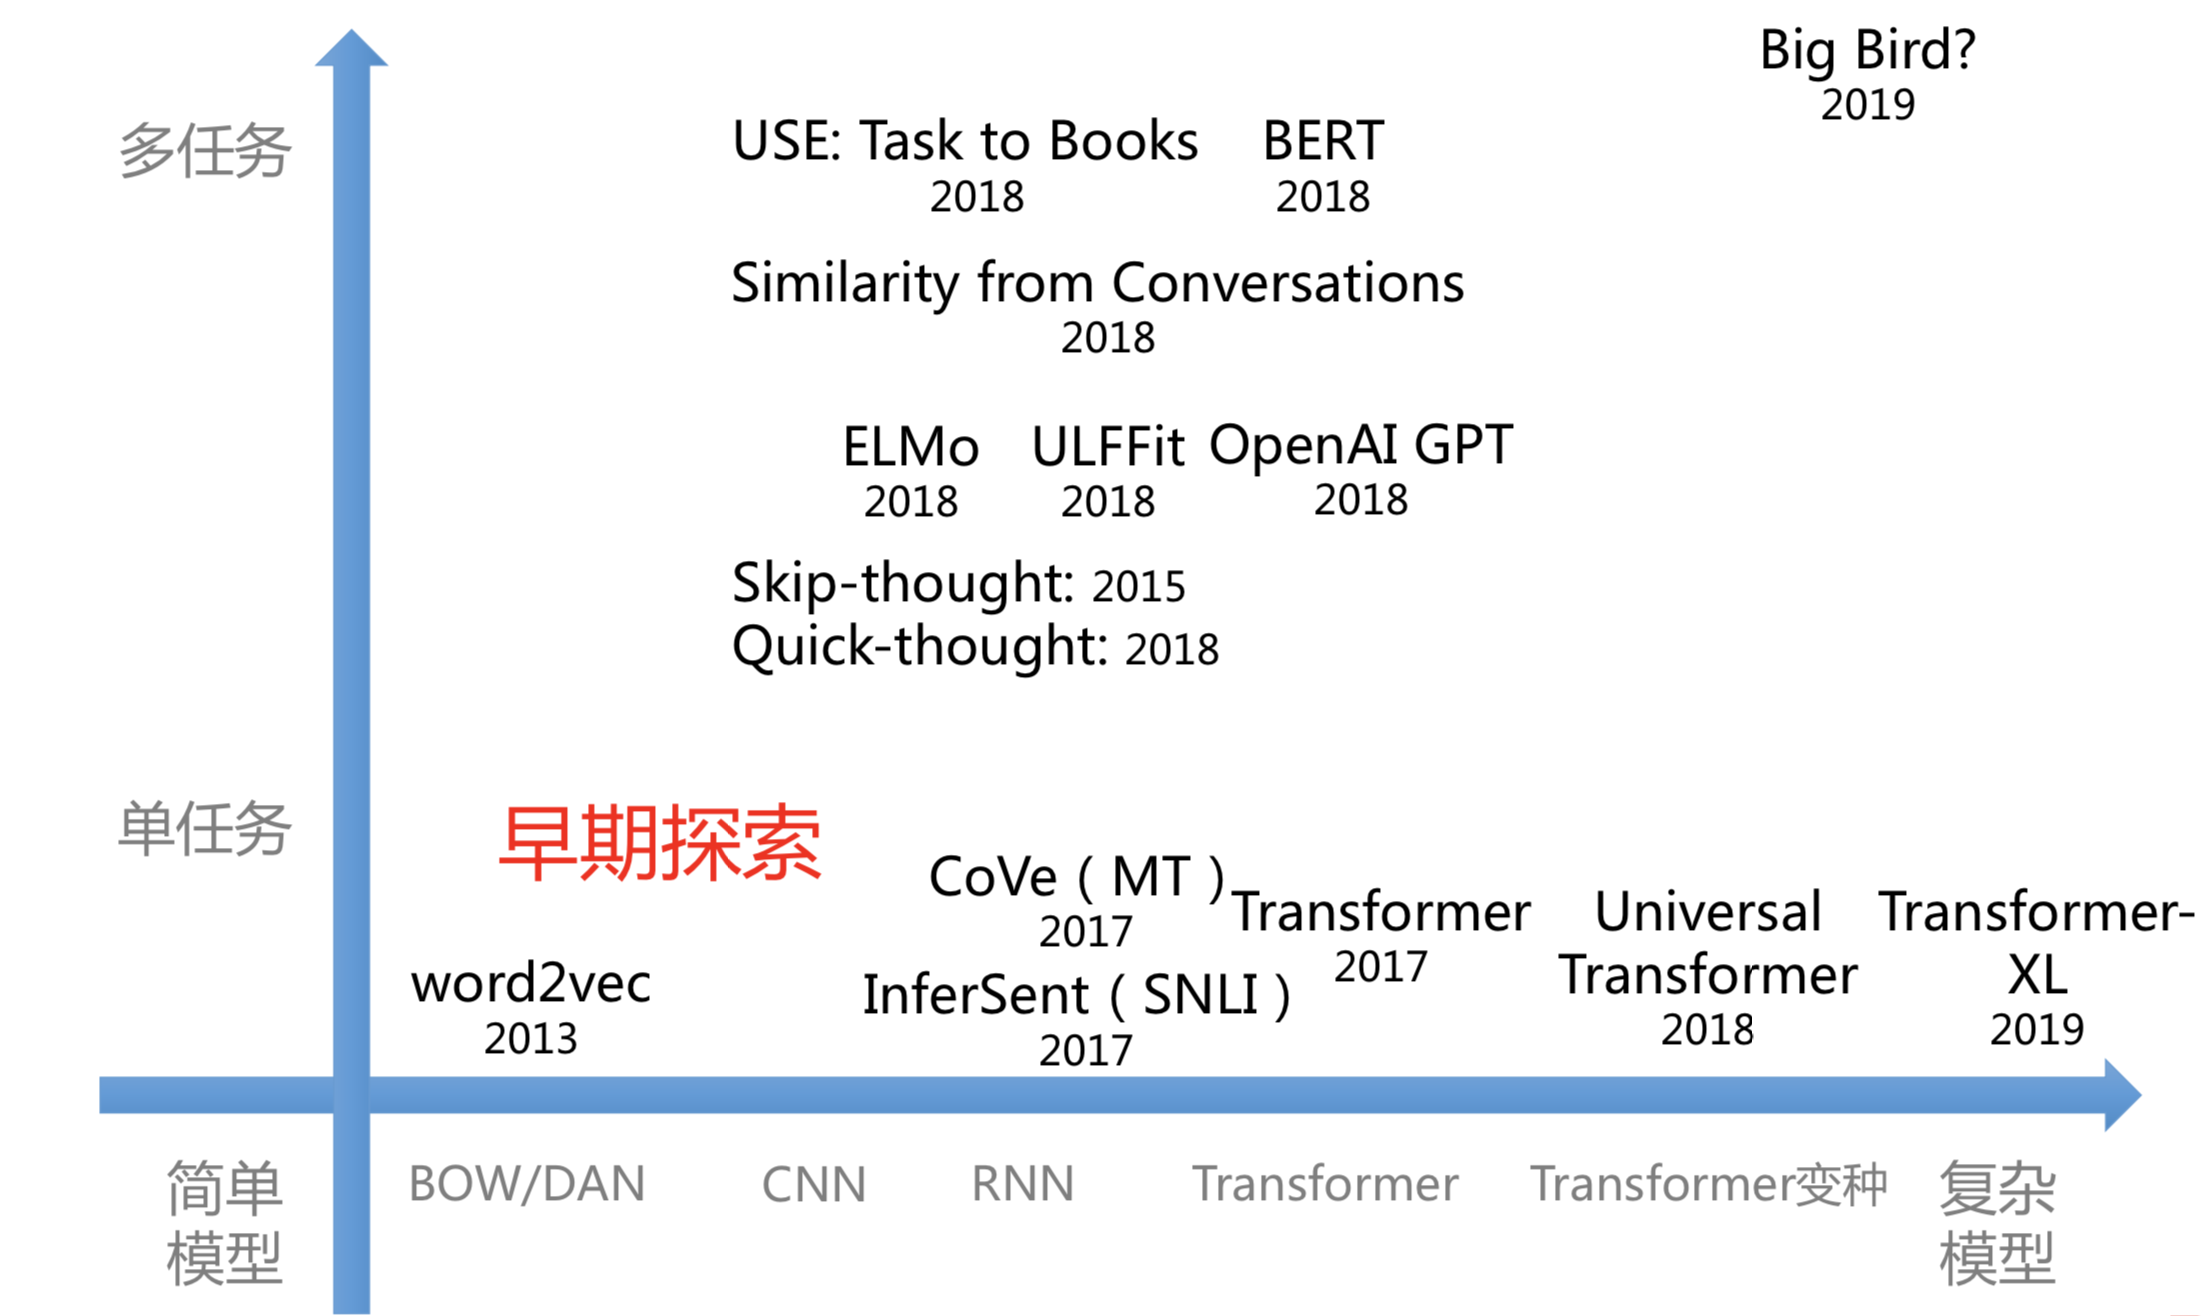 Big Bird?
2019
多任务
USE: Task to Books
2018
BERT
2018
Similarity from Conversations
2018
ELMo
2018
ULFFit
2018
OpenAI GPT
2018
Skip-thought: 2015
Quick-thought: 2018
单任务
早期探索
CoVe（MT）
2017
Transformer
2017
Universal
Transformer
2018
Transformer-
XL
2019
word2vec
2013
InferSent（SNLI）
2017
简单
模型
BOW/DAN
CNN
RNN
Transformer
Transformer变种
复杂
模型